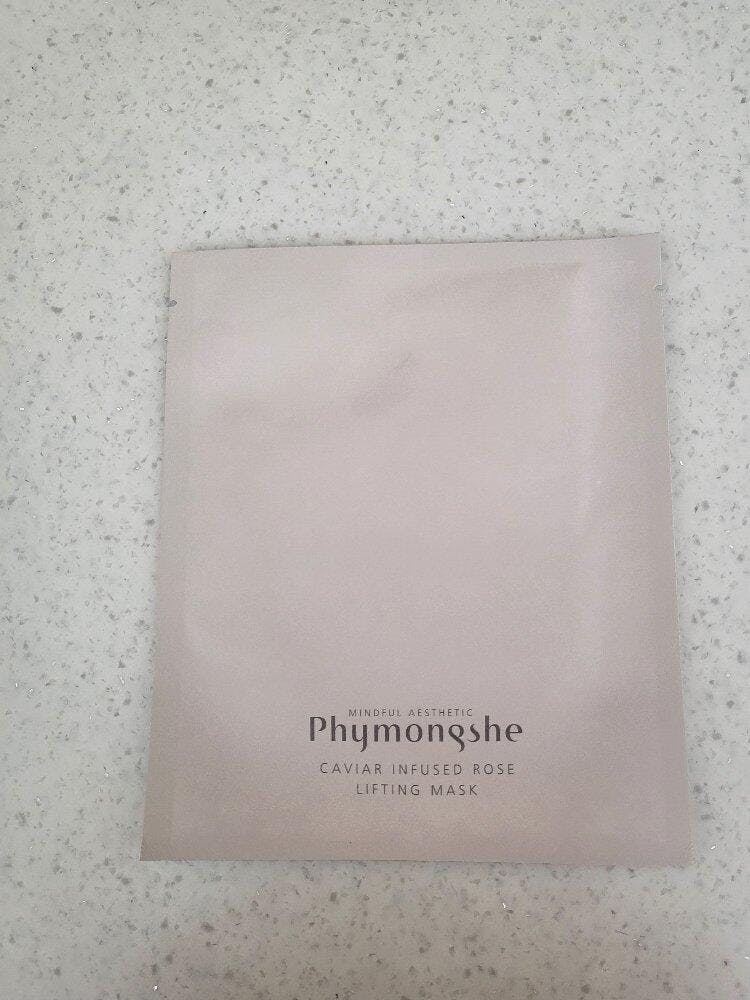 MINDFUL AESTHETIC
Phymongshe
CAVIAR INFUSED ROSE
LIFTING MASK